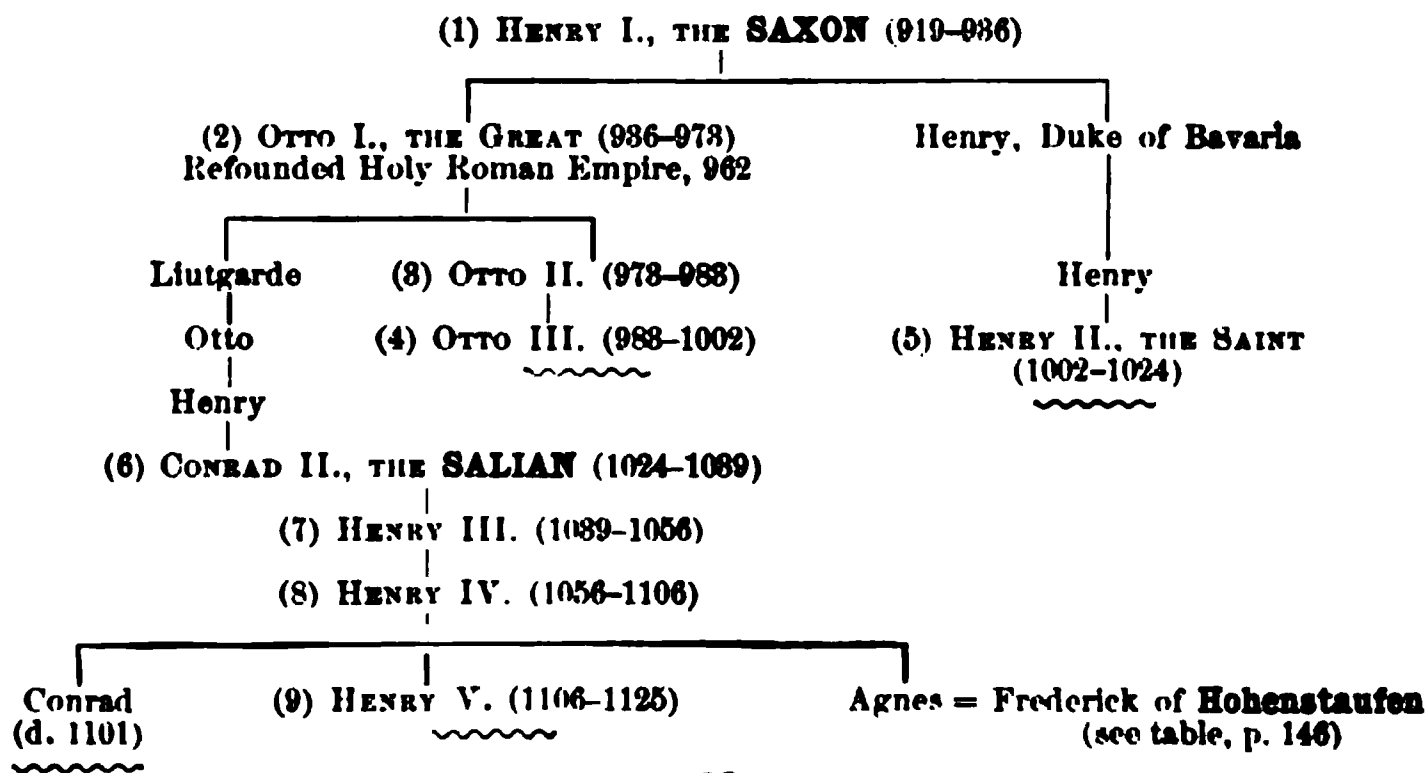 (1) HENRY I., THE SAXON (919–936)
(2) OTTO I., THE GREAT (936–973)
Refounded Holy Roman Empire, 962
Henry, Duke of Bavaria
Liutgarde
(3) OTTO II. (973–983)
Henry
Otto
(4) OTTO III. (983–1002)
(5) HENRY II., THE SAINT
(1002–1024)
Henry
(6) CONRAD II., THE SALIAN (1024–1039)
(7) HENRY III. (1039–1056)
(8) HENRY IV. (1056–1106)
Conrad
(d. 1101)
(9) HENRY V. (1106–1125)
Agnes = Frederick of Hohenstaufen
(see table, p. 146)